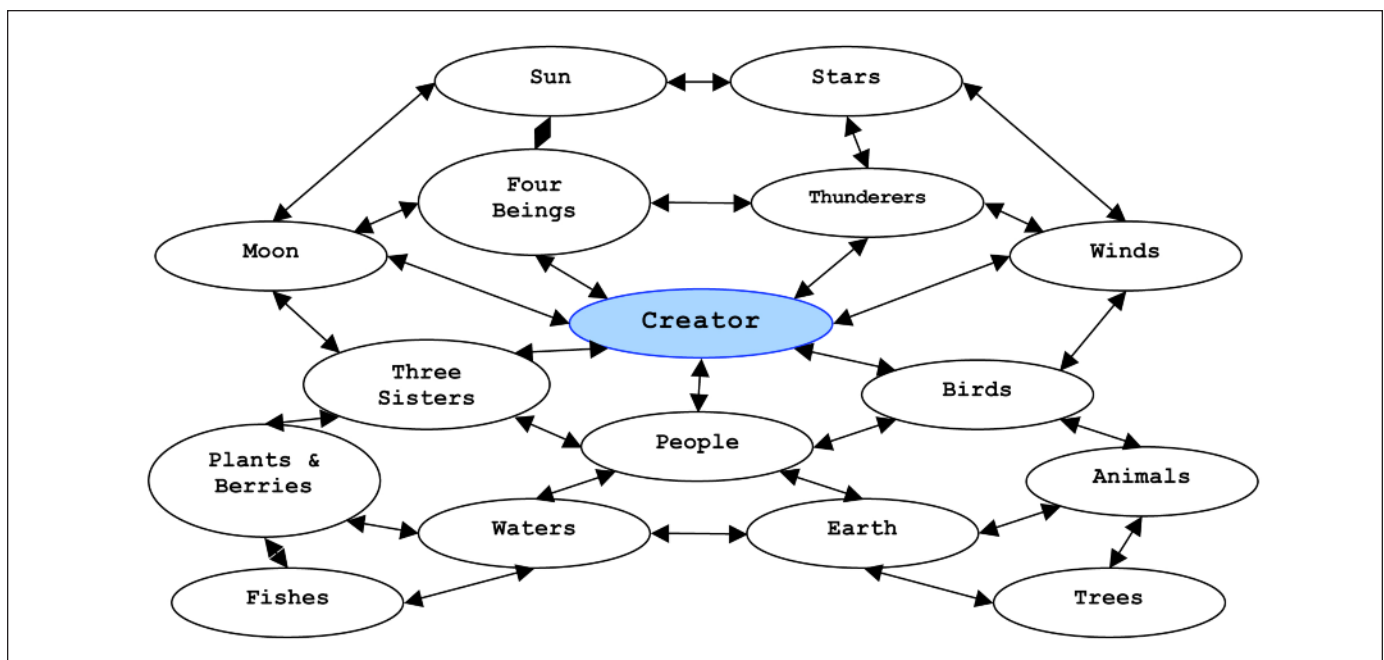 Sun
Stars
Four
Beings
Thunderers
Moon
Winds
Creator
Three
Sisters
Birds
People
Plants &
Berries
Animals
Waters
Earth
Fishes
Trees